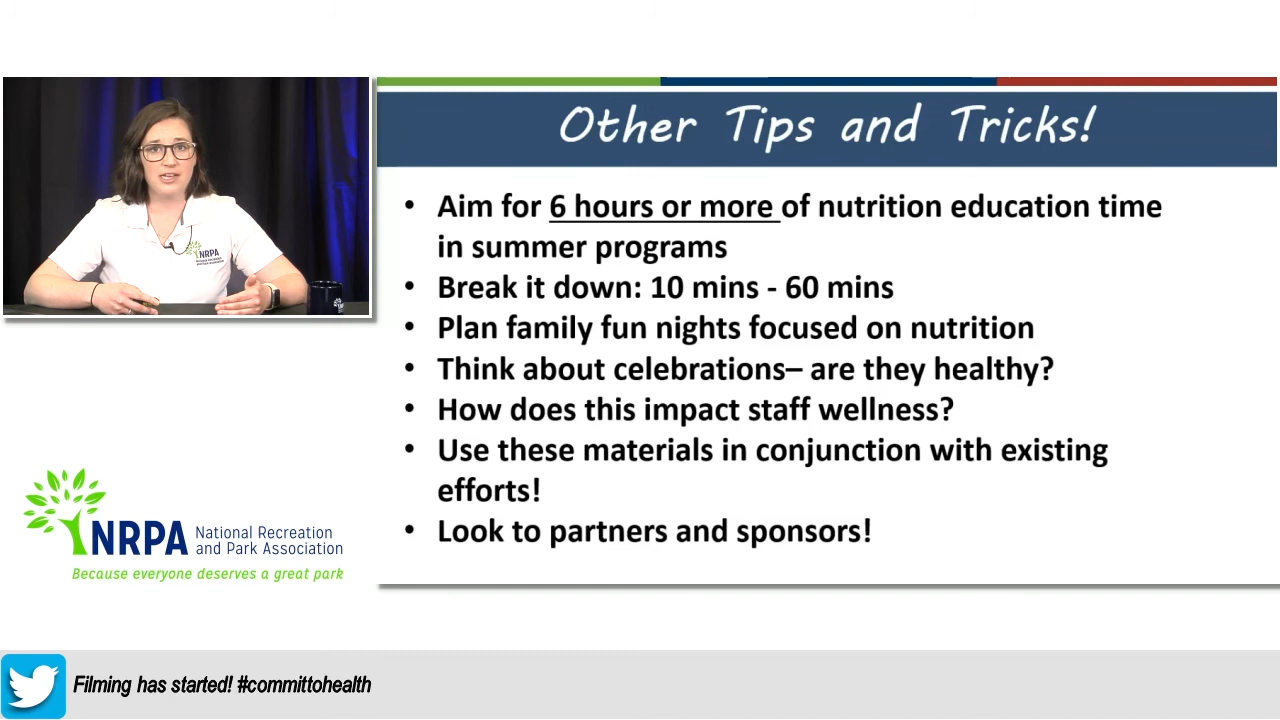 Other Tips and Tricks!
• Aim for 6 hours or more of nutrition education time
in summer programs
• Break it down: 10 mins - 60 mins
• Plan family fun nights focused on nutrition
• Think about celebrations– are they healthy?
• How does this impact staff wellness?
• Use these materials in conjunction with existing
efforts!
• Look to partners and sponsors!
NRPA
NRPA National Recreation
and Park Association
Because everyone deserves a great park
Filming has started! #committohealth